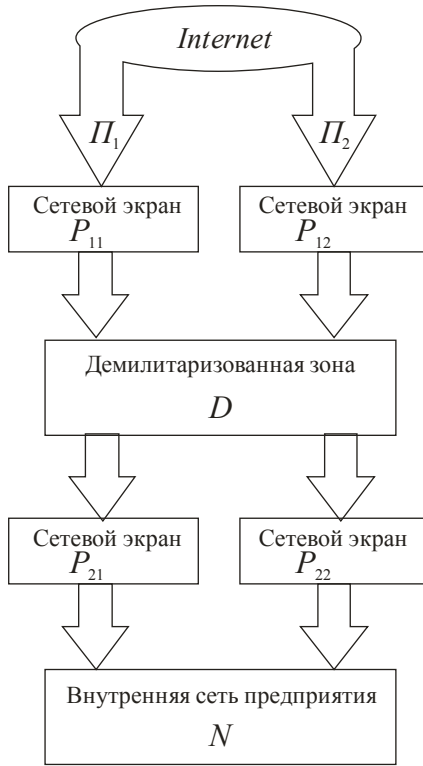 Internet
П₁ П₂
Сетевой экран Сетевой экран
P₁₁ P₁₂
Демилитаризованная зона
D
Сетевой экран Сетевой экран
P₂₁ P₂₂
Внутренняя сеть предприятия
N